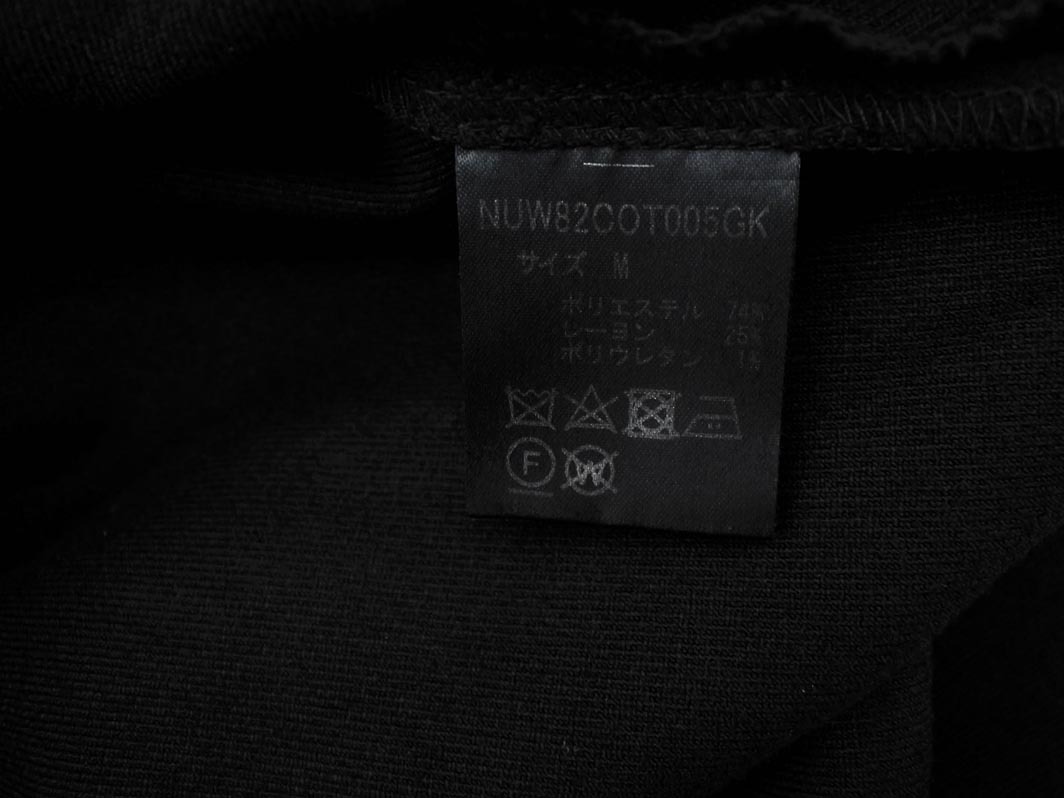 NUW82COT005GK
サイズ M
ポリエステル 74%
レーヨン 25%
ポリウレタン 1%
F
W